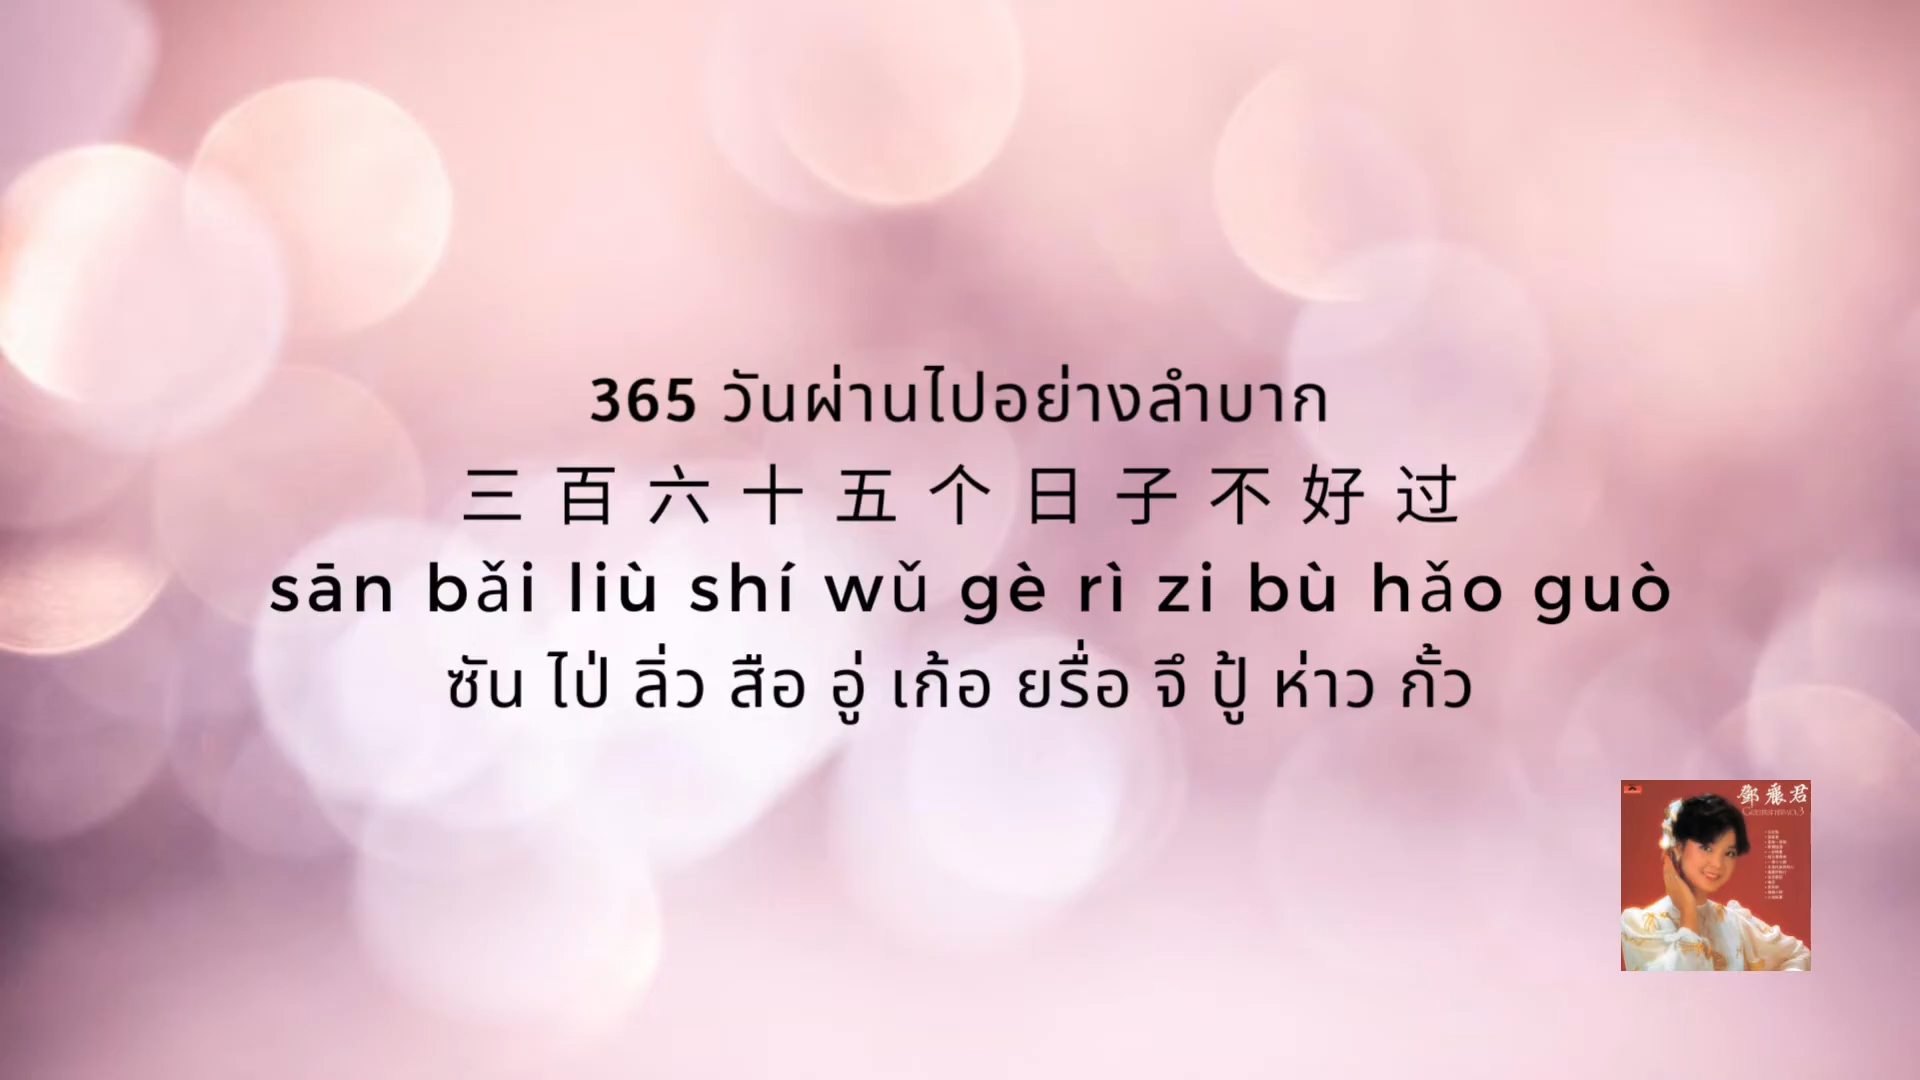 365 วันผ่านไปอย่างลำบาก
三 百 六 十 五 个 日 子 不 好 过
sān bǎi liù shí wǔ gè rì zi bù hǎo guò
ซัน ไป่ ลิ่ว สือ อู่ เก้อ ยรื่อ จึ ปู้ ห่าว กั้ว
鄧麗君